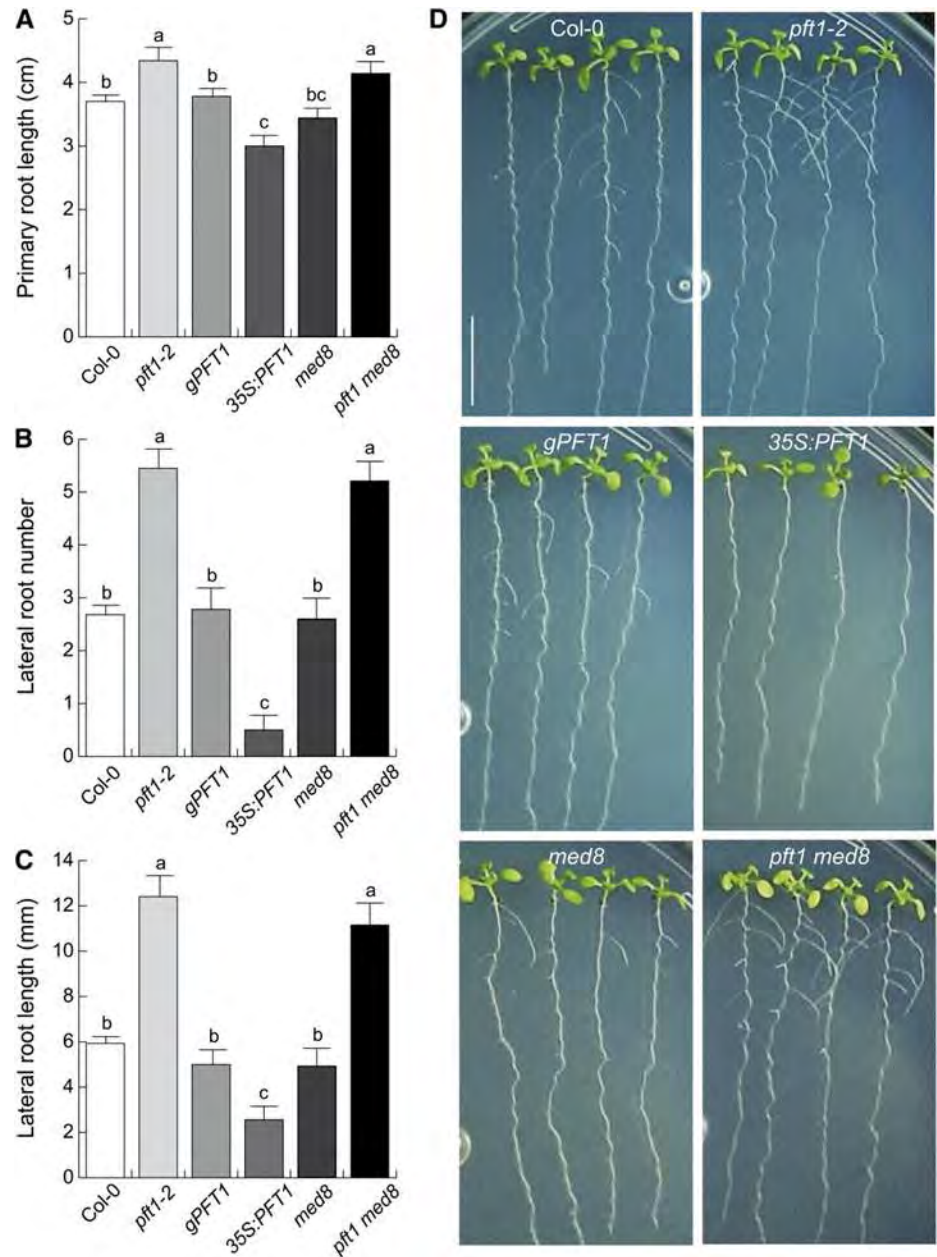 A
Primary root length (cm)
5
4
3
2
1
0
b
a
b
c
bc
a
Col-0
pft1-2
gPFT1
35S:PFT1
med8
pft1 med8
B
Lateral root number
6
5
4
3
2
1
0
b
a
b
c
b
a
Col-0
pft1-2
gPFT1
35S:PFT1
med8
pft1 med8
C
Lateral root length (mm)
14
12
10
8
6
4
2
0
b
a
b
c
b
a
Col-0
pft1-2
gPFT1
35S:PFT1
med8
pft1 med8
D
Col-0
pft1-2
gPFT1
35S:PFT1
med8
pft1 med8